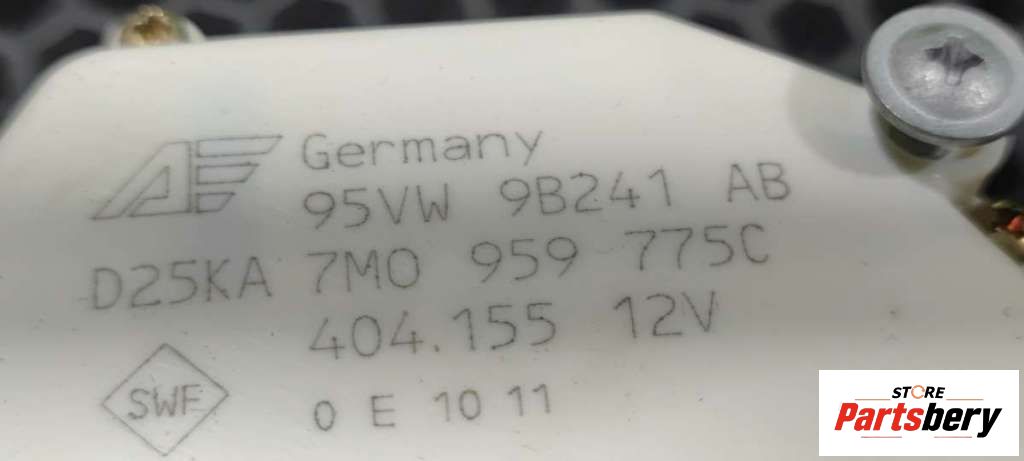 Germany
95VW 9B241 AB
D25KA 7M0 959 775C
404.155 12V
SWF 0 E 10 11
STORE
Partsbery